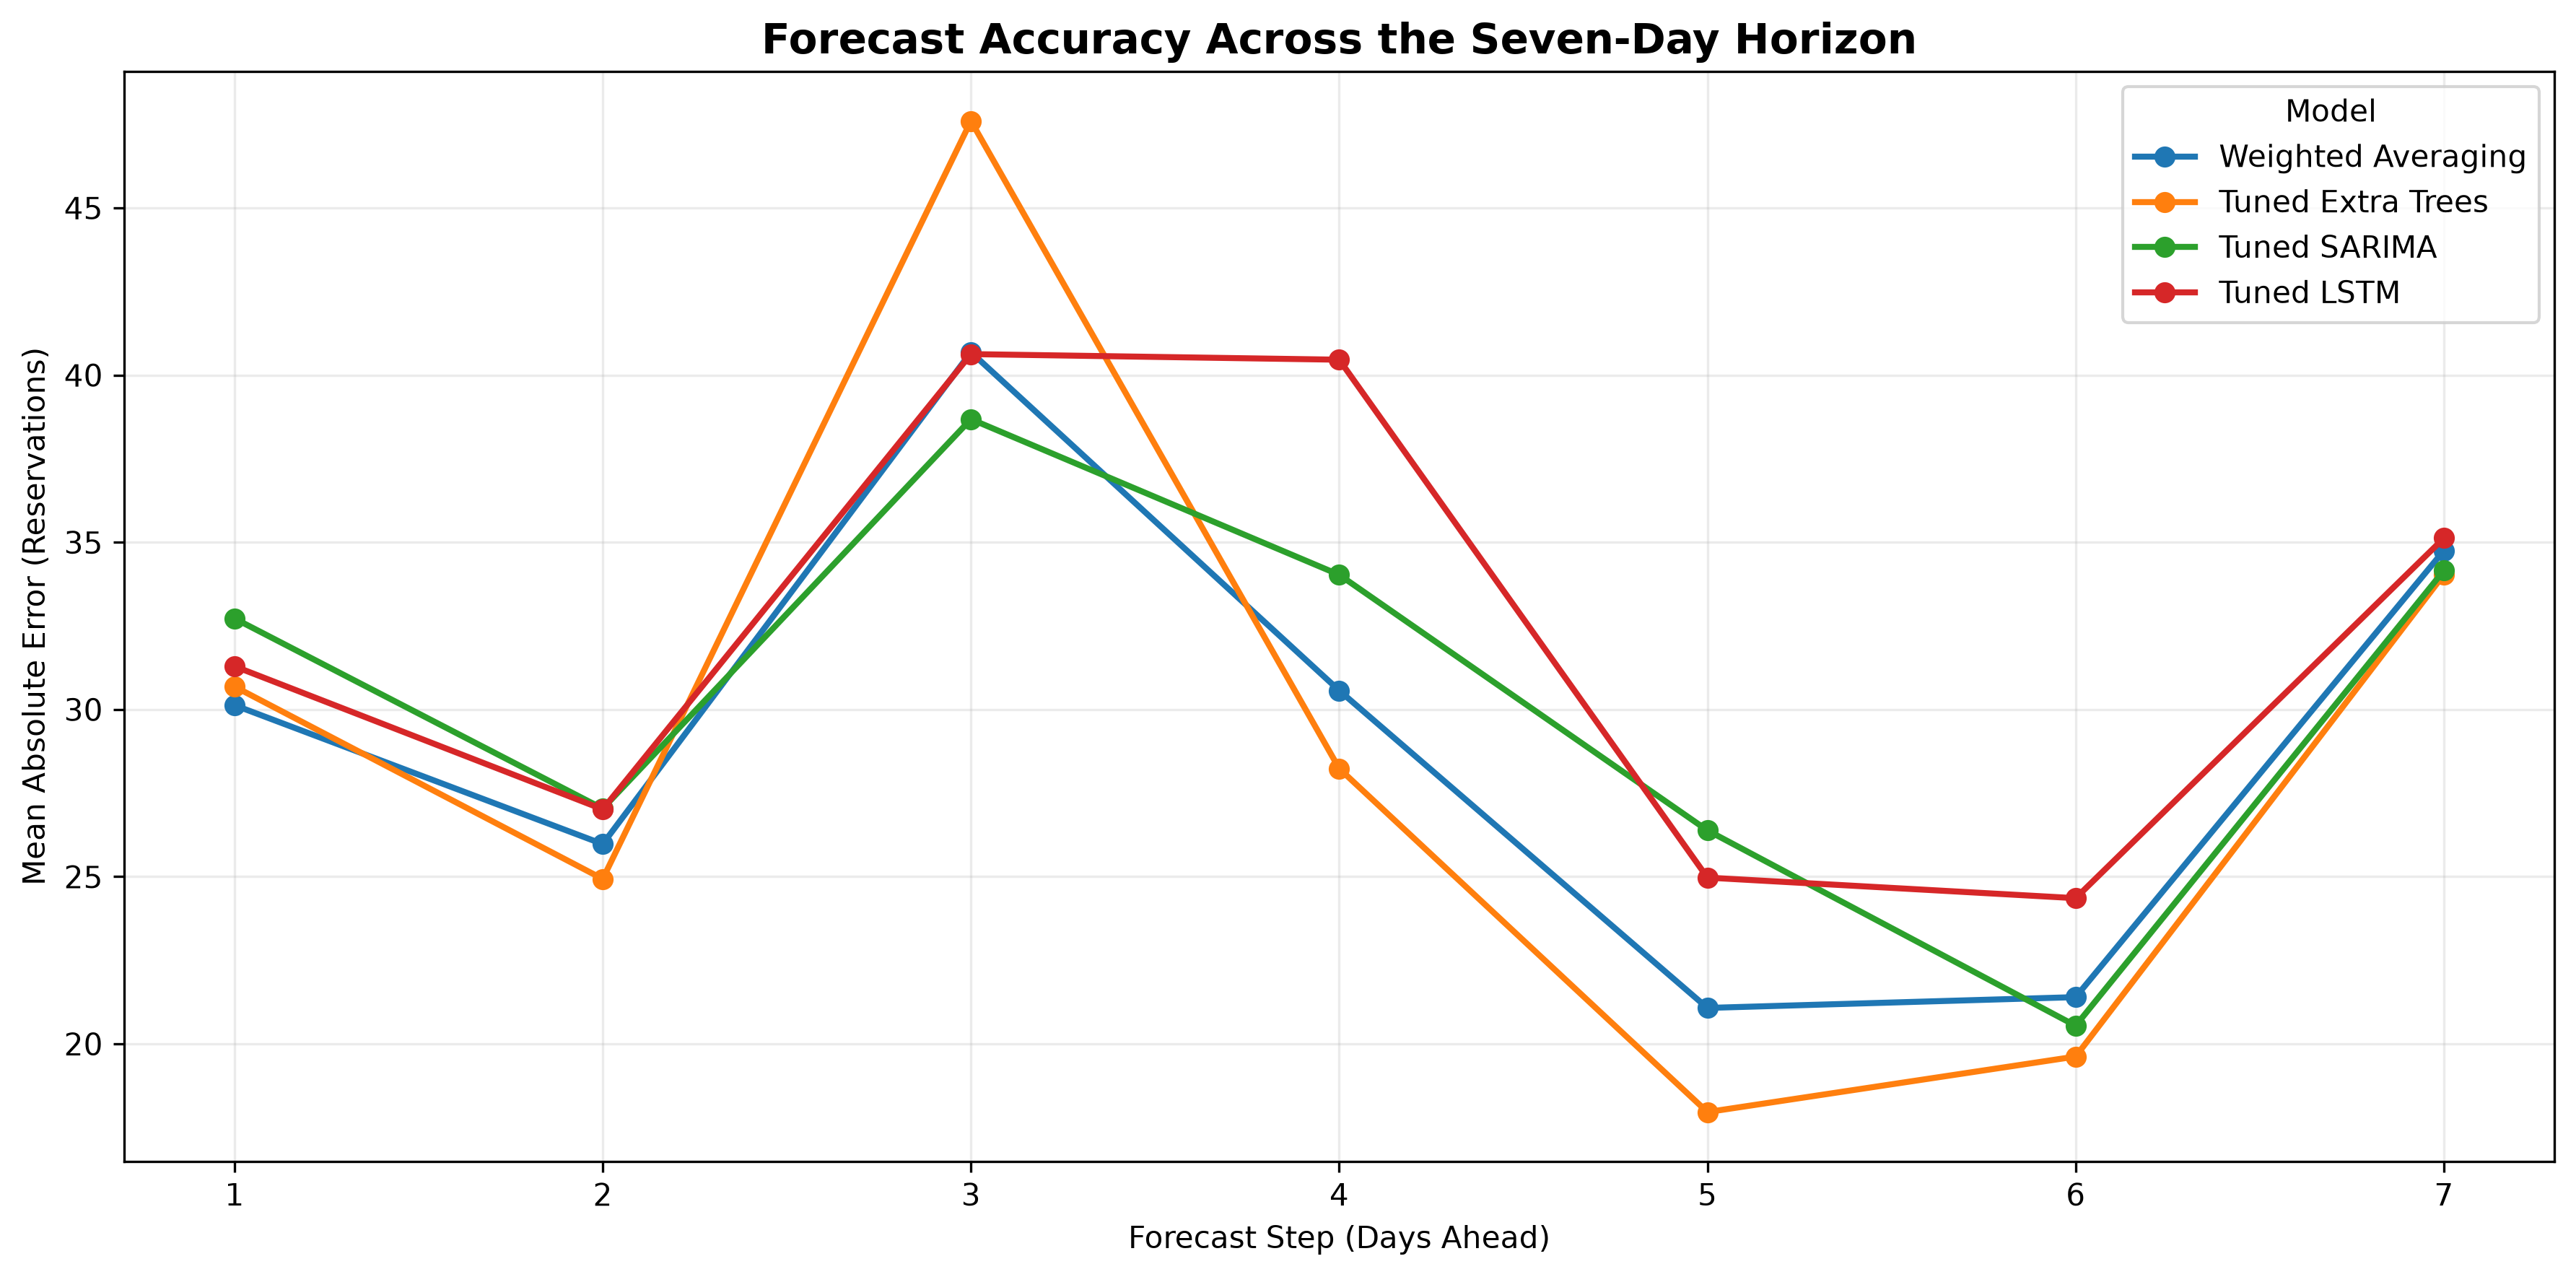 Forecast Accuracy Across the Seven-Day Horizon
Mean Absolute Error (Reservations)
45
40
35
30
25
20
Model
Weighted Averaging
Tuned Extra Trees
Tuned SARIMA
Tuned LSTM
1 2 3 4 5 6 7
Forecast Step (Days Ahead)